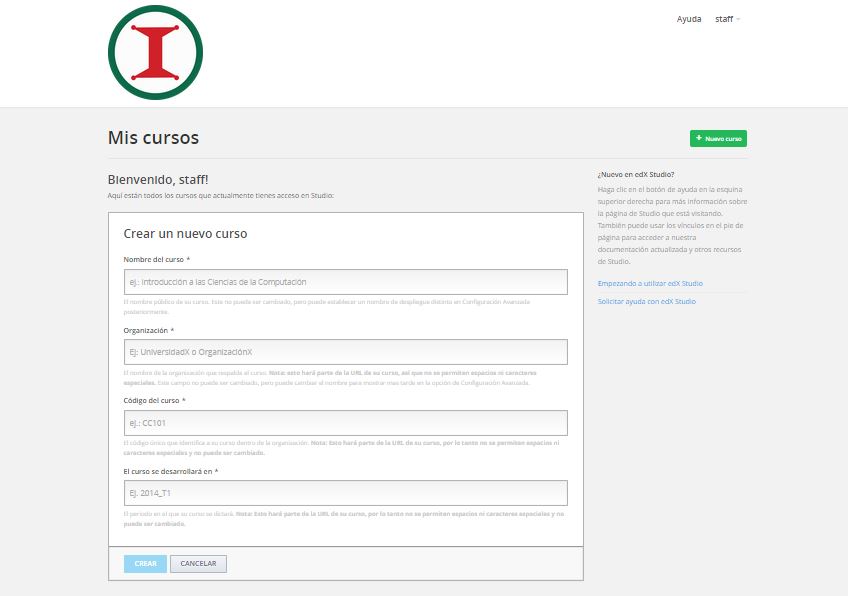 Ayuda staff
Mis cursos
+ Nuevo curso
Bienvenido, staff!
Aquí están todos los cursos que actualmente tienes acceso en Studio:
Crear un nuevo curso
Nombre del curso *
ej.: Introducción a las Ciencias de la Computación
El nombre público de su curso. Este no puede ser cambiado, pero puede establecer un nombre de despliegue distinto en Configuración Avanzada
posteriormente.
Organización *
Ej: UniversidadX o OrganizaciónX
El nombre de la organización que respalda el curso. Nota: esto hará parte de la URL de su curso, así que no se permiten espacios ni caracteres
especiales. Este campo no puede ser cambiado, pero puede cambiar el nombre para mostrar mas tarde en la opción de Configuración Avanzada.
Código del curso *
ej.: CC101
El código único que identifica a su curso dentro de la organización. Nota: Esto hará parte de la URL de su curso, por lo tanto no se permiten espacios ni
caracteres especiales y no puede ser cambiado.
El curso se desarrollará en *
Ej. 2014_T1
El período en el que su curso se dictará. Nota: Esto hará parte de la URL de su curso, por lo tanto no se permiten espacios ni caracteres especiales y no
puede ser cambiado.
CREAR CANCELAR
¿Nuevo en edX Studio?
Haga clic en el botón de ayuda en la esquina
superior derecha para más información sobre
la página de Studio que está visitando.
También puede usar los vínculos en el pie de
página para acceder a nuestra
documentación actualizada y otros recursos
de Studio.
Empezando a utilizar edX Studio
Solicitar ayuda con edX Studio